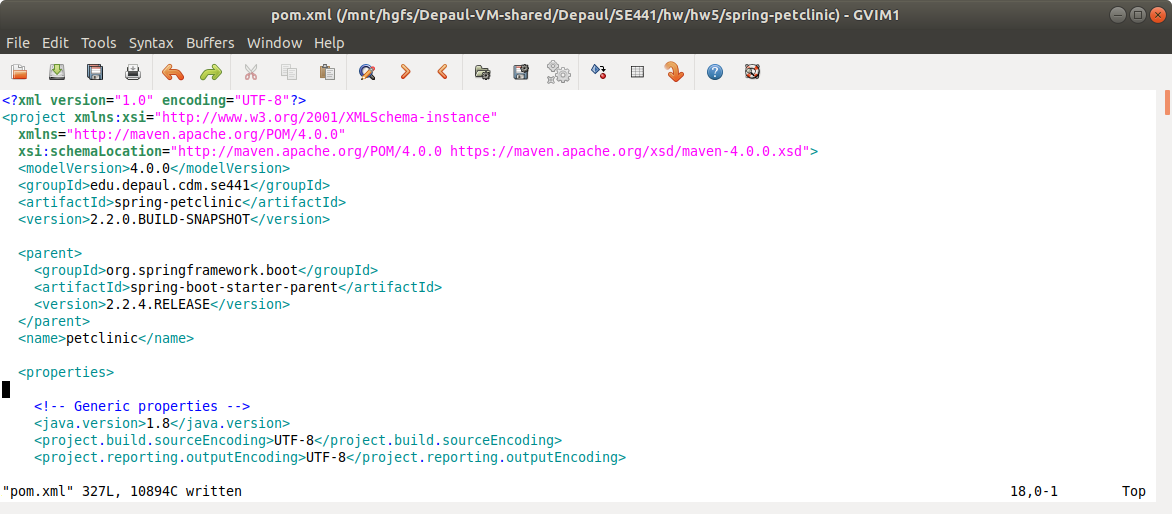 pom.xml (/mnt/hgfs/Depaul-VM-shared/Depaul/SE441/hw/hw5/spring-petclinic) - GVIM1
File Edit Tools Syntax Buffers Window Help
<?xml version="1.0" encoding="UTF-8"?>
<project xmlns:xsi="http://www.w3.org/2001/XMLSchema-instance"
  xmlns="http://maven.apache.org/POM/4.0.0"
  xsi:schemaLocation="http://maven.apache.org/POM/4.0.0 https://maven.apache.org/xsd/maven-4.0.0.xsd">
  <modelVersion>4.0.0</modelVersion>
  <groupId>edu.depaul.cdm.se441</groupId>
  <artifactId>spring-petclinic</artifactId>
  <version>2.2.0.BUILD-SNAPSHOT</version>
  <parent>
    <groupId>org.springframework.boot</groupId>
    <artifactId>spring-boot-starter-parent</artifactId>
    <version>2.2.4.RELEASE</version>
  </parent>
  <name>petclinic</name>
  <properties>
    <!-- Generic properties -->
    <java.version>1.8</java.version>
    <project.build.sourceEncoding>UTF-8</project.build.sourceEncoding>
    <project.reporting.outputEncoding>UTF-8</project.reporting.outputEncoding>
"pom.xml" 327L, 10894C written 18,0-1 Top